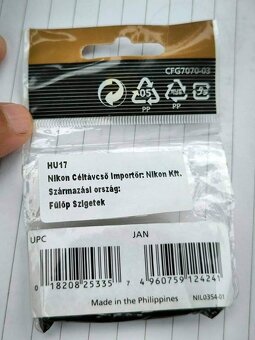 CFG7070-03
05
PP
PP
HU17
Nikon Céltávcső Importőr: Nikon Kft.
Származási ország:
Fülöp Szigetek
UPC JAN
0 18208 25335 7 4 960759 124241
Made in the Philippines NIL0354-01